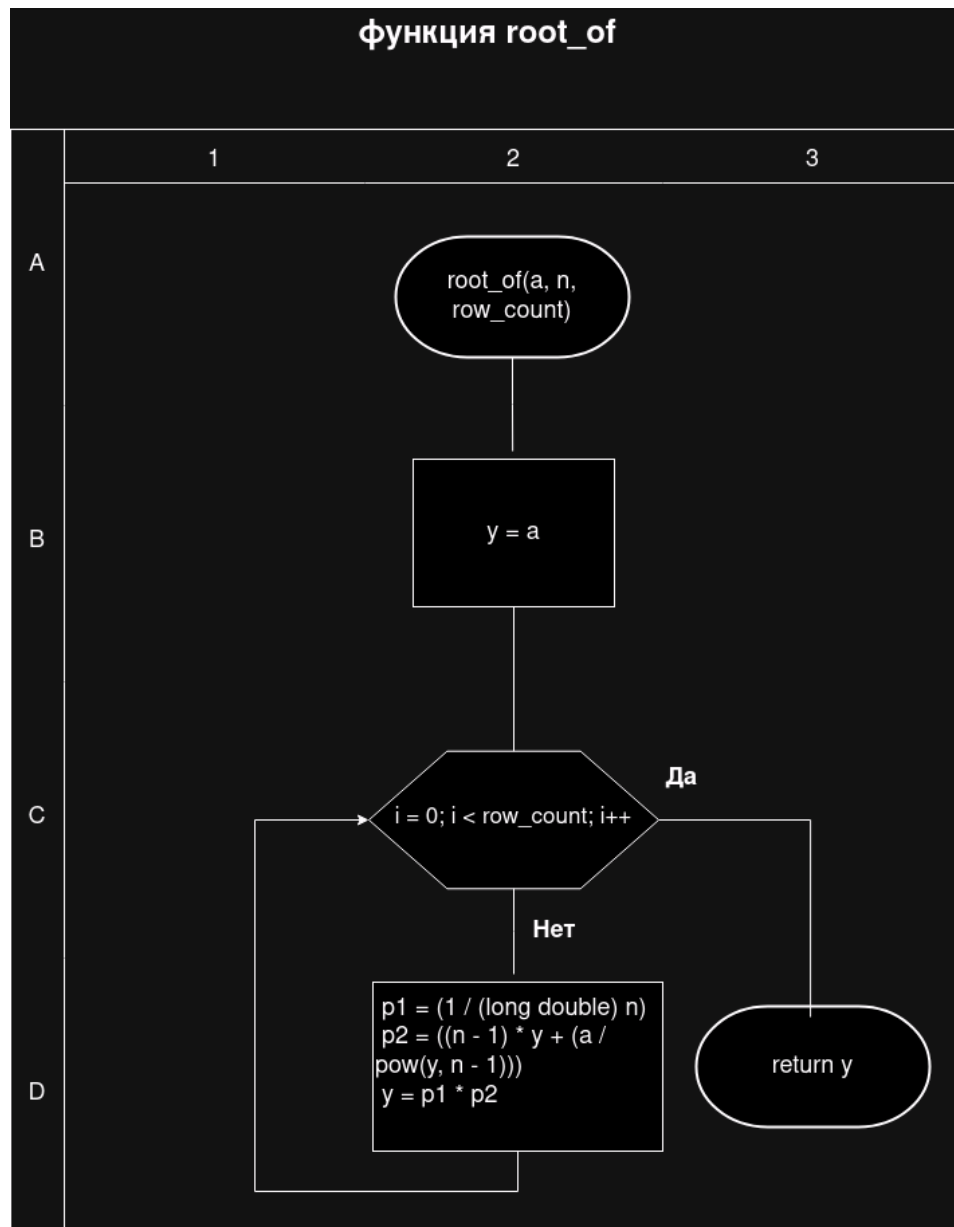 функция root_of
1 2 3
A
root_of(a, n,
row_count)
B
y = a
Да
C
i = 0; i < row_count; i++
Нет
p1 = (1 / (long double) n)
p2 = ((n - 1) * y + (a /
pow(y, n - 1)))
y = p1 * p2
D
return y